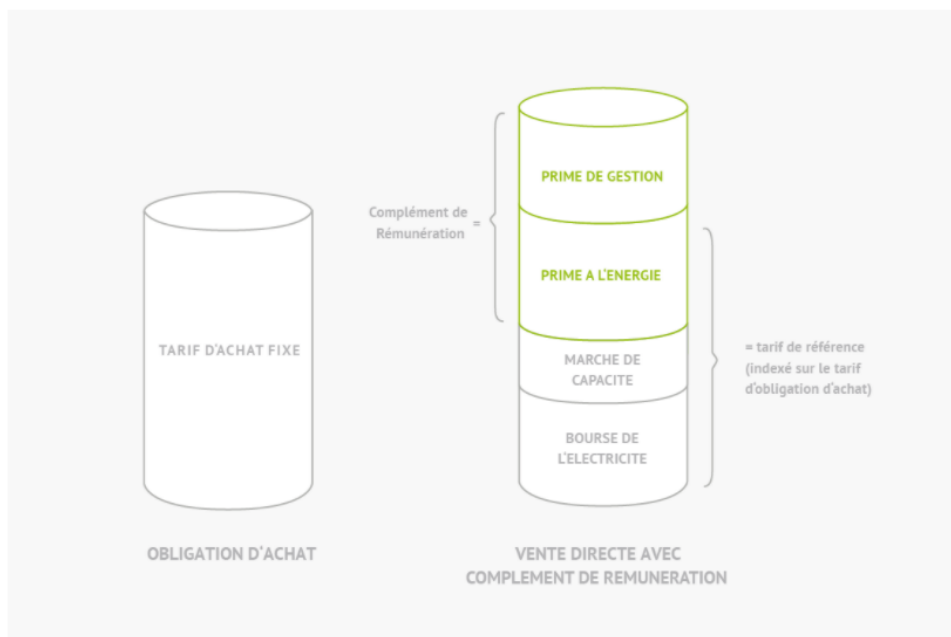 TARIF D'ACHAT FIXE
OBLIGATION D'ACHAT
Complément de
Rémunération =
PRIME DE GESTION
PRIME A L'ENERGIE
MARCHE DE
CAPACITE
BOURSE DE
L'ELECTRICITE
= tarif de référence
(indexé sur le tarif
d'obligation d'achat)
VENTE DIRECTE AVEC
COMPLEMENT DE REMUNERATION